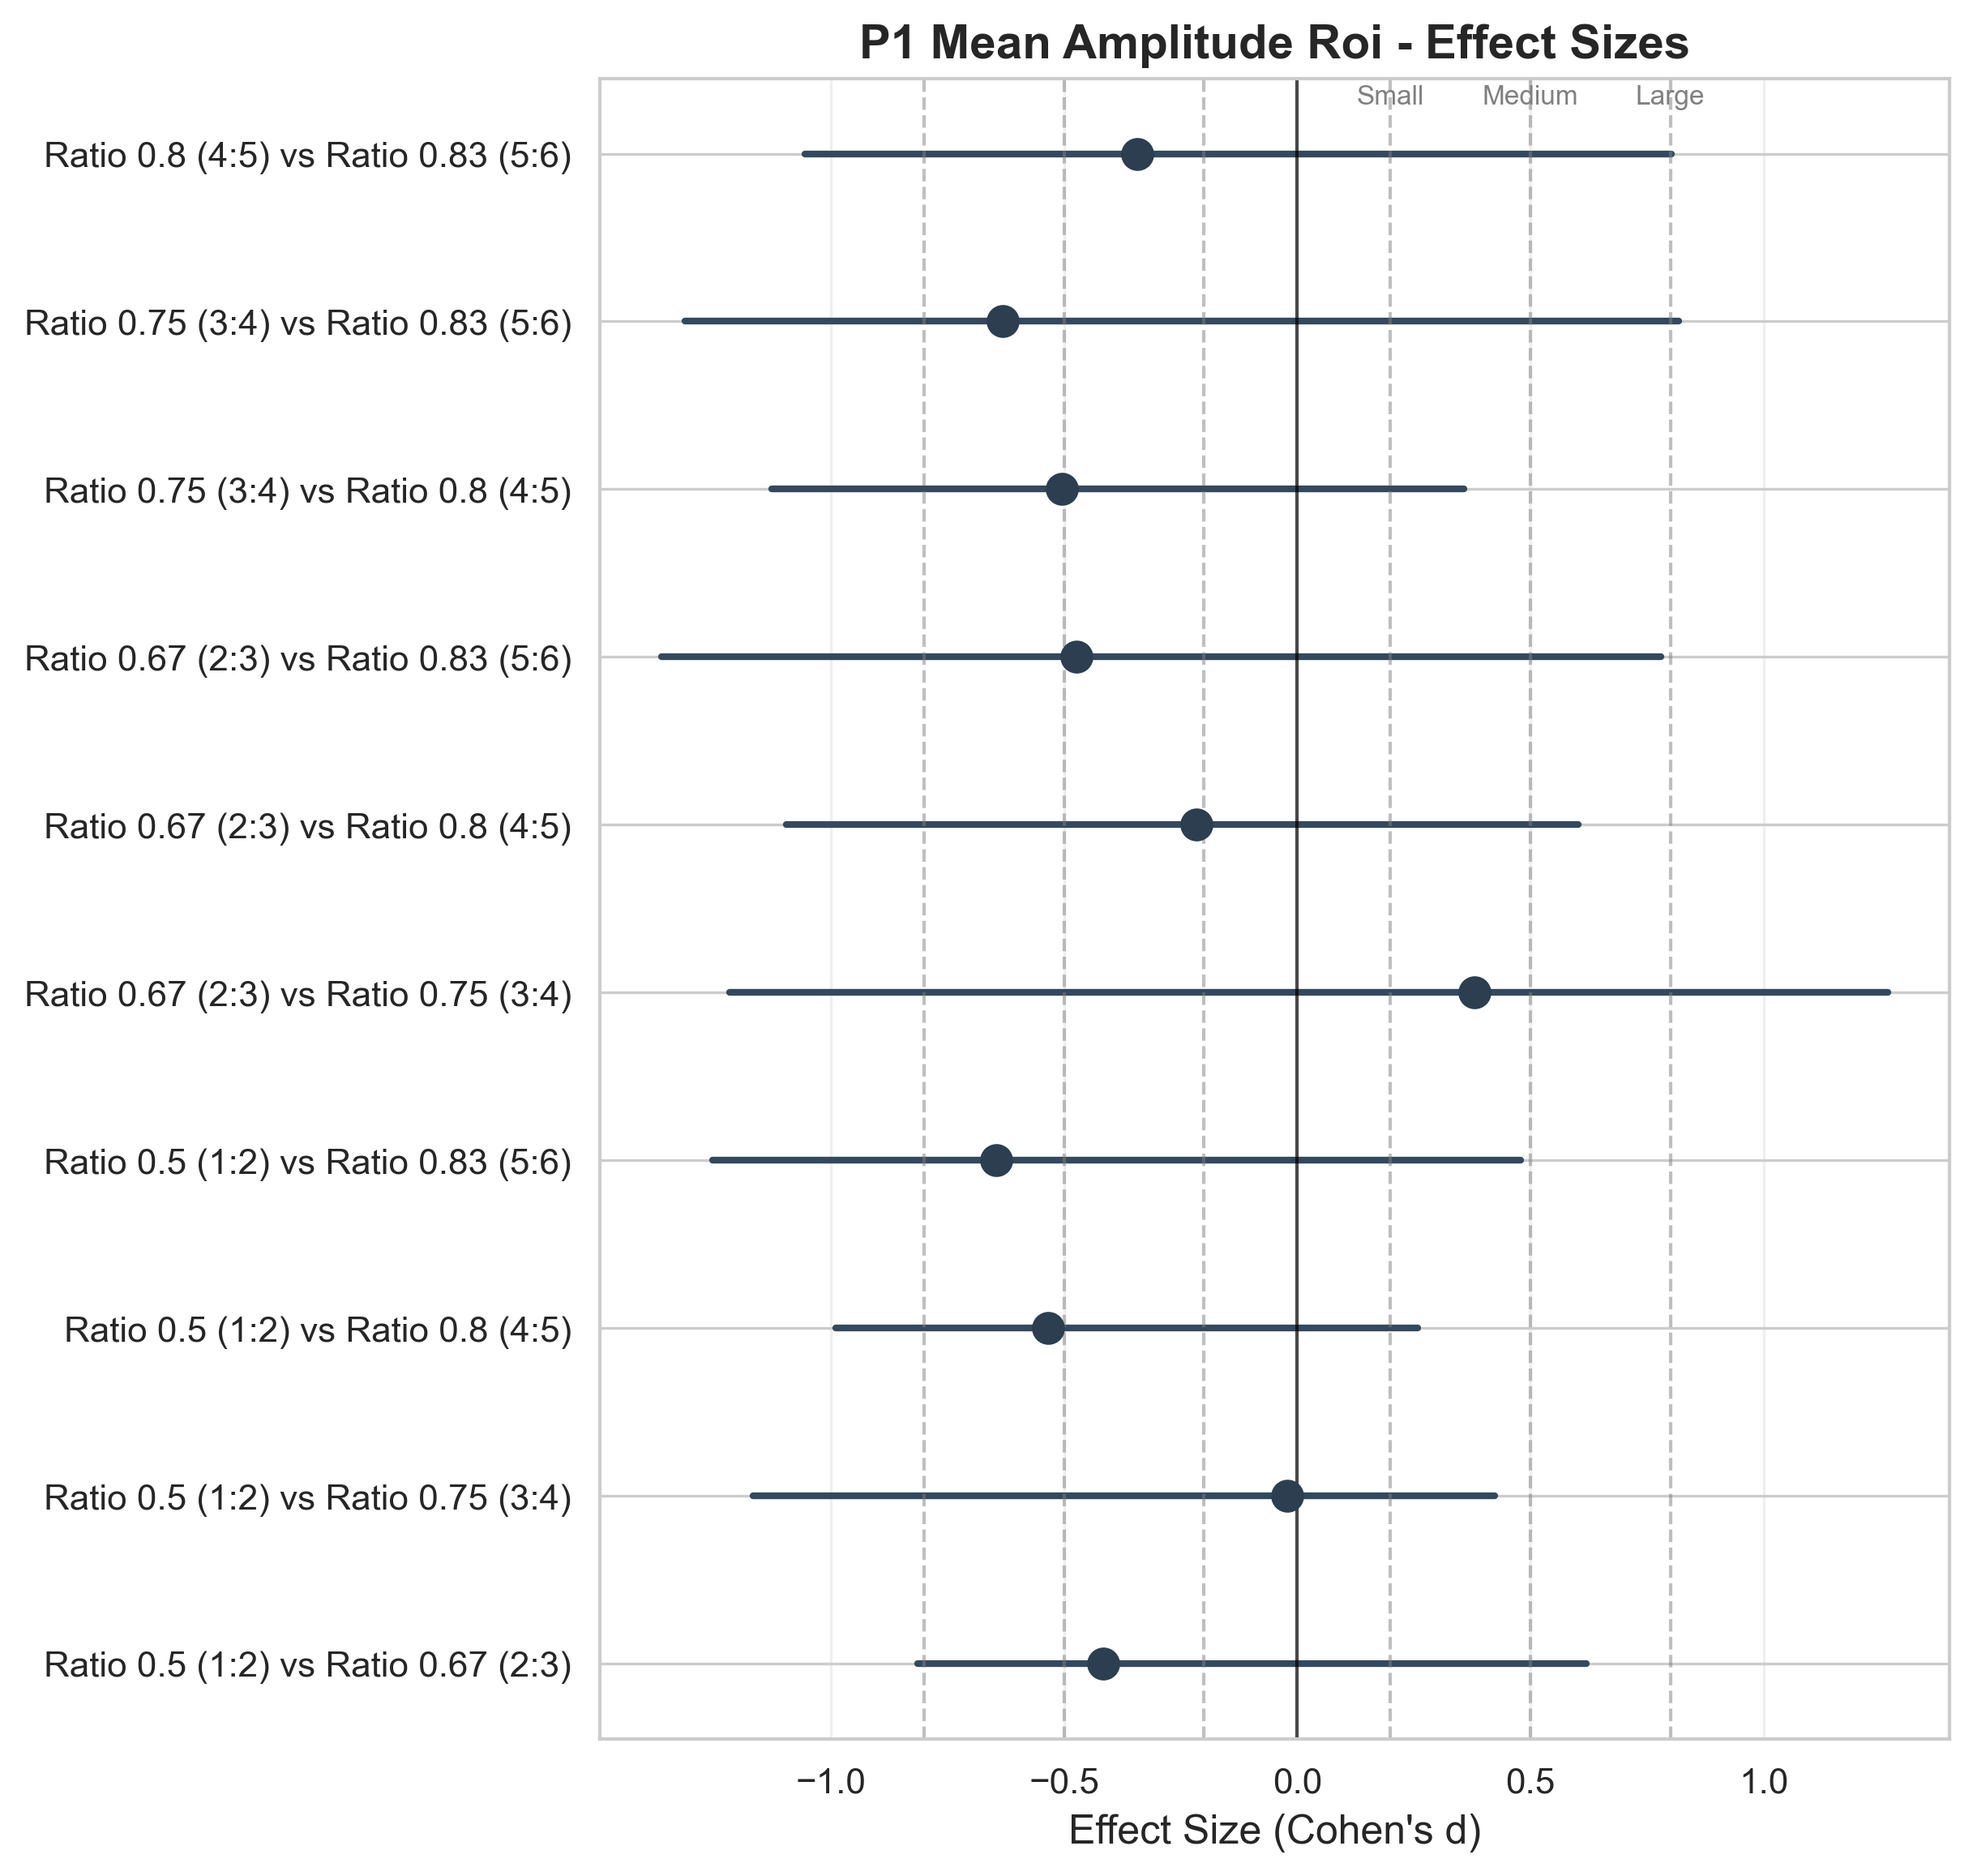 P1 Mean Amplitude Roi - Effect Sizes
Small
Medium
Large
Ratio 0.8 (4:5) vs Ratio 0.83 (5:6)
Ratio 0.75 (3:4) vs Ratio 0.83 (5:6)
Ratio 0.75 (3:4) vs Ratio 0.8 (4:5)
Ratio 0.67 (2:3) vs Ratio 0.83 (5:6)
Ratio 0.67 (2:3) vs Ratio 0.8 (4:5)
Ratio 0.67 (2:3) vs Ratio 0.75 (3:4)
Ratio 0.5 (1:2) vs Ratio 0.83 (5:6)
Ratio 0.5 (1:2) vs Ratio 0.8 (4:5)
Ratio 0.5 (1:2) vs Ratio 0.75 (3:4)
Ratio 0.5 (1:2) vs Ratio 0.67 (2:3)
−1.0
−0.5
0.0
0.5
1.0
Effect Size (Cohen's d)